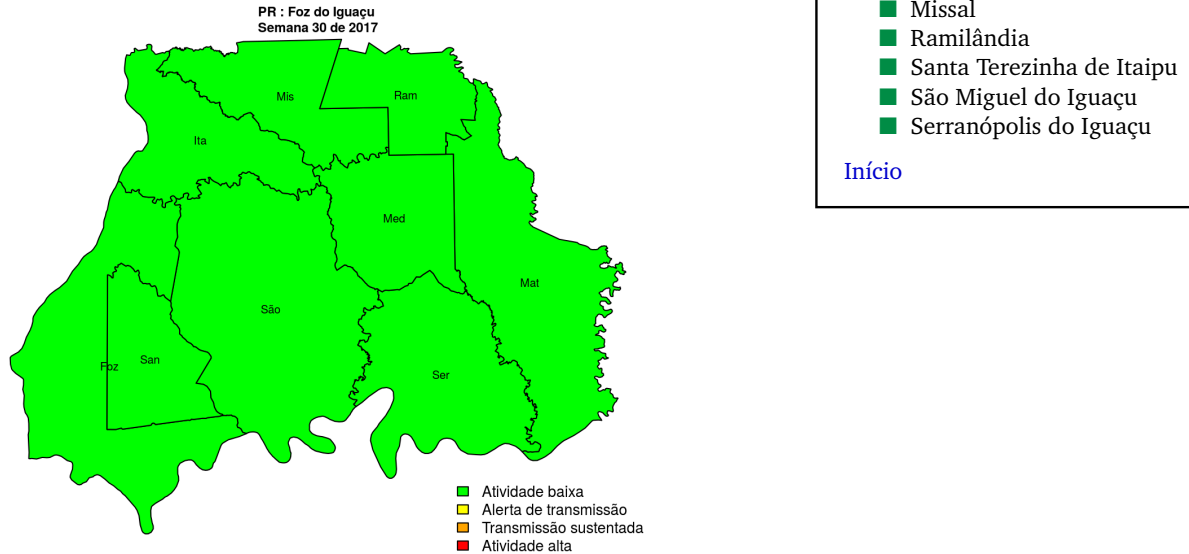 PR : Foz do Iguaçu
Semana 30 de 2017
Mis
Ram
Ita
Med
Mat
São
San
Foz
Ser
Atividade baixa
Alerta de transmissão
Transmissão sustentada
Atividade alta
Missal
Ramilândia
Santa Terezinha de Itaipu
São Miguel do Iguaçu
Serranópolis do Iguaçu
Início